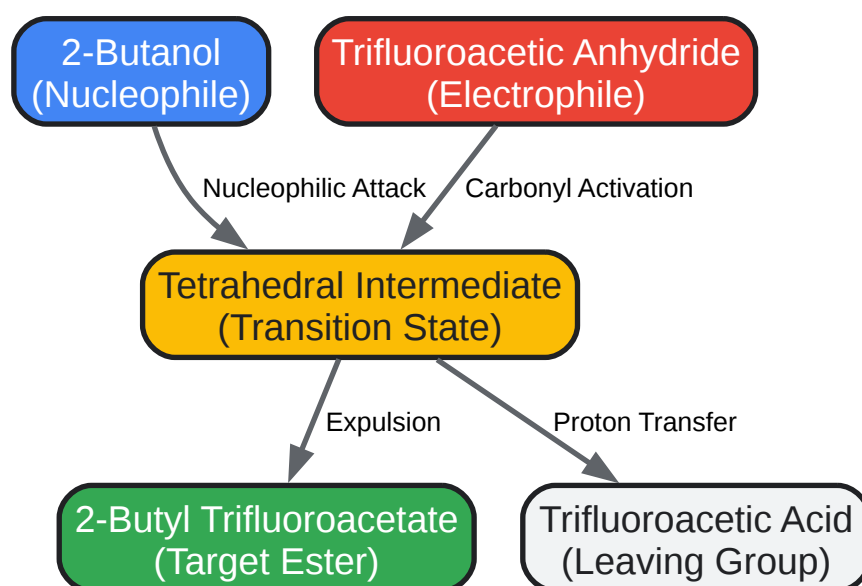 2-Butanol
(Nucleophile)
Trifluoroacetic Anhydride
(Electrophile)
Nucleophilic Attack
Carbonyl Activation
Tetrahedral Intermediate
(Transition State)
Expulsion
Proton Transfer
2-Butyl Trifluoroacetate
(Target Ester)
Trifluoroacetic Acid
(Leaving Group)